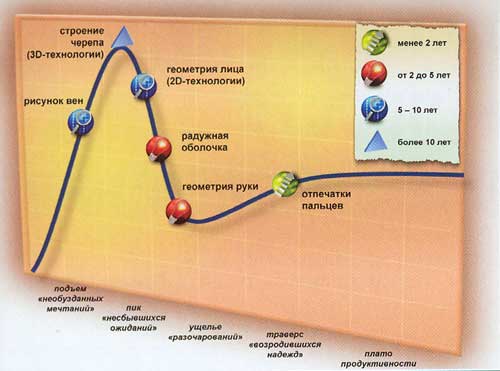 строение
черепа
(3D-технологии)
геометрия лица
(2D-технологии)
рисунок вен
радужная
оболочка
геометрия руки
отпечатки
пальцев
менее 2 лет
от 2 до 5 лет
5 – 10 лет
более 10 лет
подъем
«необузданных
мечтаний»
пик
«несбывшихся
ожиданий»
ущелье
«разочарований»
траверс
«возродившихся
надежд»
плато
продуктивности